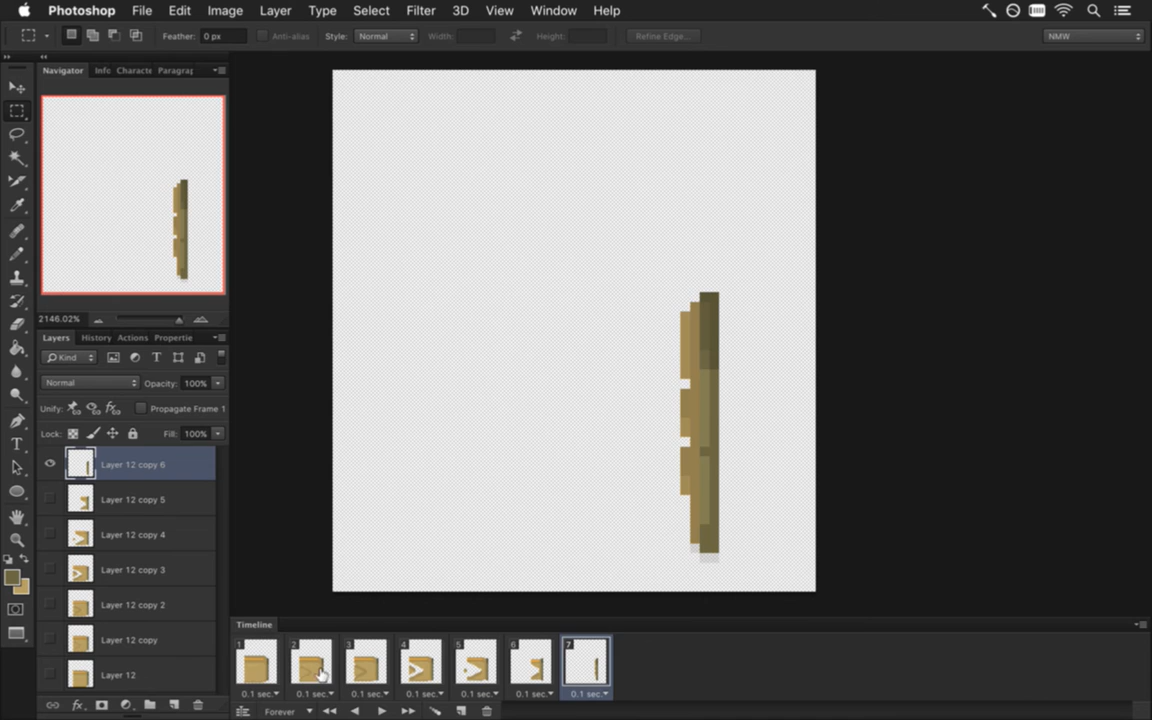 Photoshop File Edit Image Layer Type Select Filter 3D View Window Help
Feather: 0 px Anti-alias Style: Normal Width: Height: Refine Edge... NMW
Navigator Info Characte Paragrap
2146.02%
Layers History Actions Propertie
Kind
Normal Opacity: 100%
Unify: Propagate Frame 1
Lock: Fill: 100%
Layer 12 copy 6
Layer 12 copy 5
Layer 12 copy 4
Layer 12 copy 3
Layer 12 copy 2
Layer 12 copy
Layer 12
Timeline
1 2 3 4 5 6 7
0.1 sec. 0.1 sec. 0.1 sec. 0.1 sec. 0.1 sec. 0.1 sec. 0.1 sec.
Forever